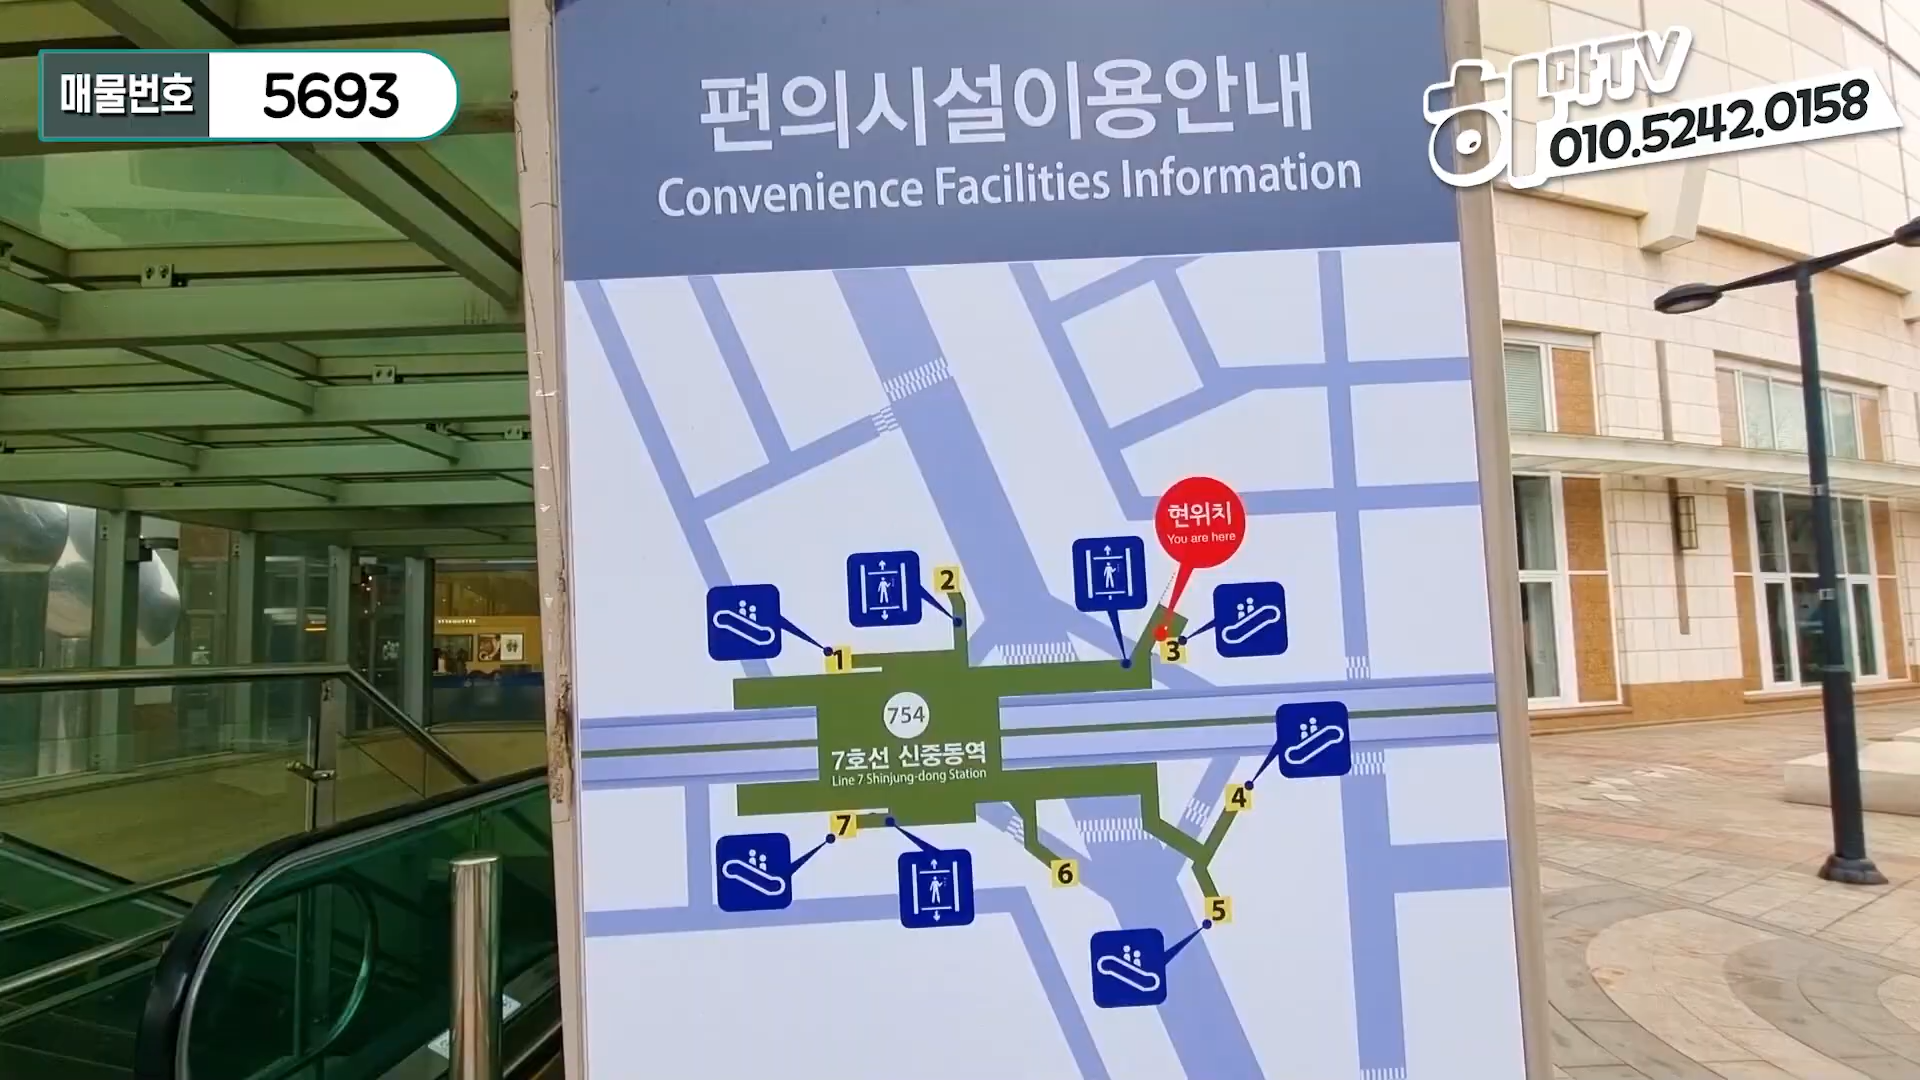 매물번호 5693
하마TV
010.5242.0158
편의시설이용안내
Convenience Facilities Information
현위치
You are here
2
1
3
754
7호선 신중동역
Line 7 Shinjung-dong Station
4
7
6
5